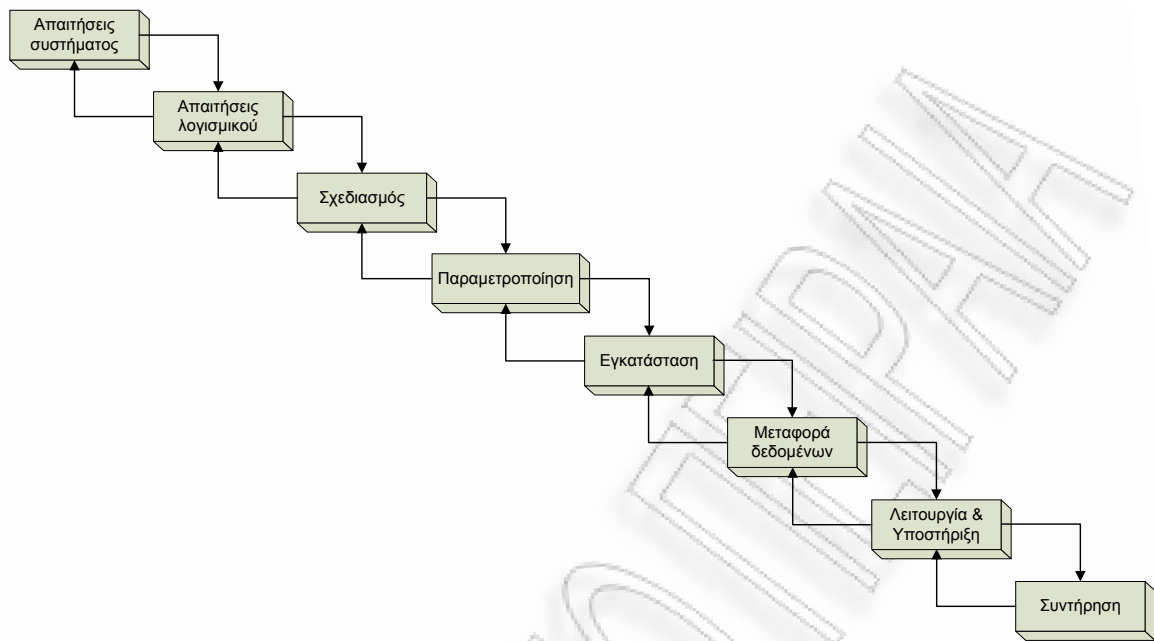 Απαιτήσεις
συστήματος
Απαιτήσεις
λογισμικού
Σχεδιασμός
Παραμετροποίηση
Εγκατάσταση
Μεταφορά
δεδομένων
Λειτουργία &
Υποστήριξη
Συντήρηση